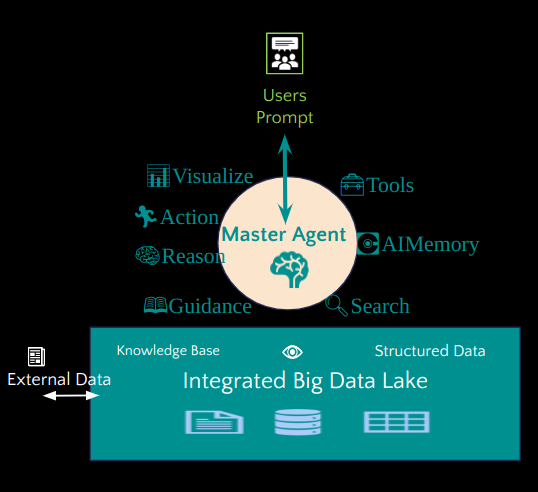 Users
Prompt
Visualize
Tools
Action
Master Agent
AIMemory
Reason
Guidance
Search
Knowledge Base
Structured Data
External Data
Integrated Big Data Lake